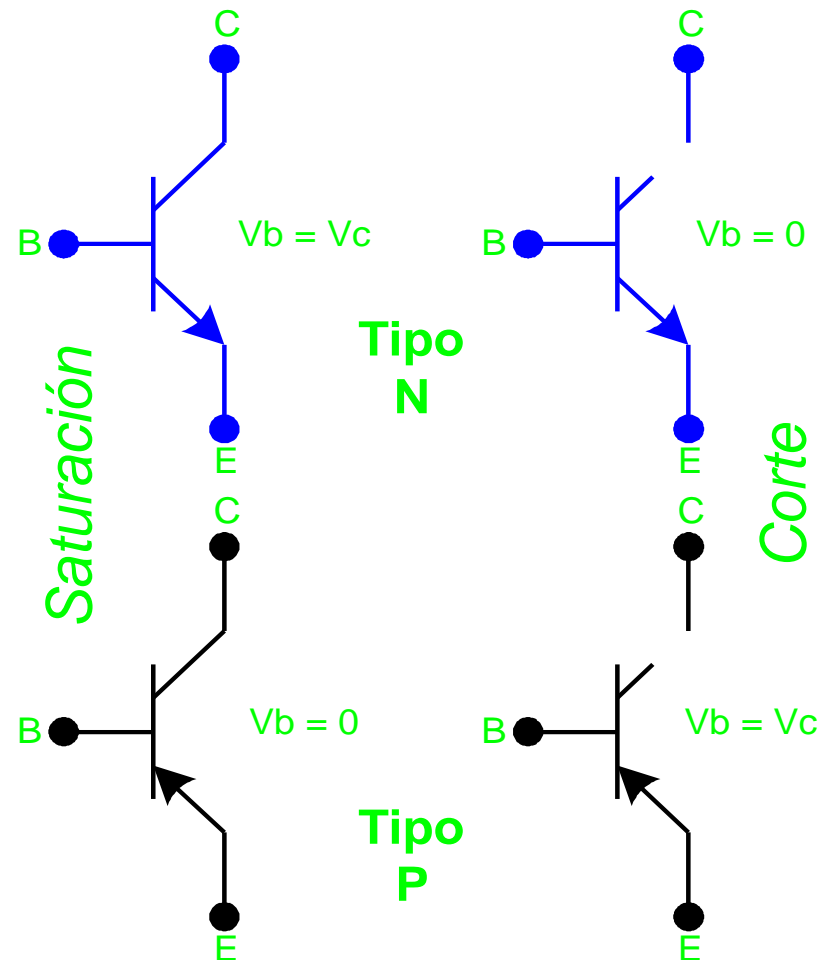 C
C
B
Vb = Vc
B
Vb = 0
Tipo
N
E
E
Saturación
Corte
C
C
B
Vb = 0
B
Vb = Vc
Tipo
P
E
E